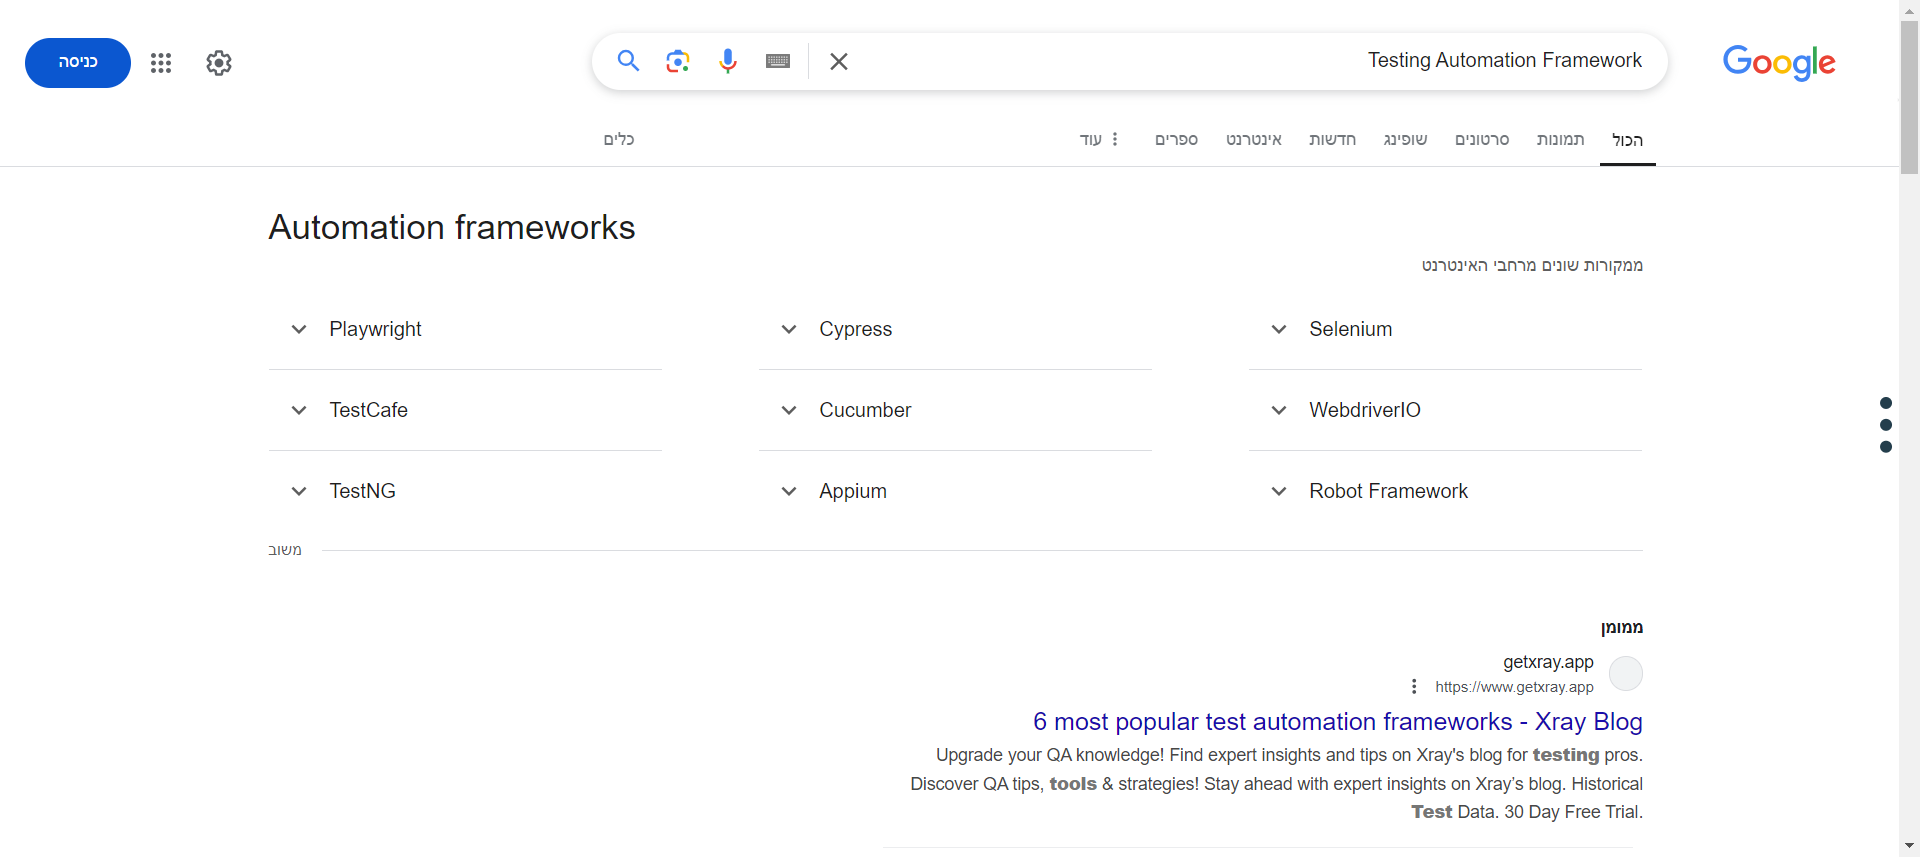 Google
Testing Automation Framework
כניסה
הכול
תמונות
סרטונים
שופינג
חדשות
אינטרנט
ספרים
עוד
כלים
Automation frameworks
ממקורות שונים מרחבי האינטרנט
Selenium
Cypress
Playwright
WebdriverIO
Cucumber
TestCafe
Robot Framework
Appium
TestNG
משוב
ממומן
getxray.app
https://www.getxray.app
6 most popular test automation frameworks - Xray Blog
Upgrade your QA knowledge! Find expert insights and tips on Xray's blog for testing pros.
Discover QA tips, tools & strategies! Stay ahead with expert insights on Xray’s blog. Historical
Test Data. 30 Day Free Trial.